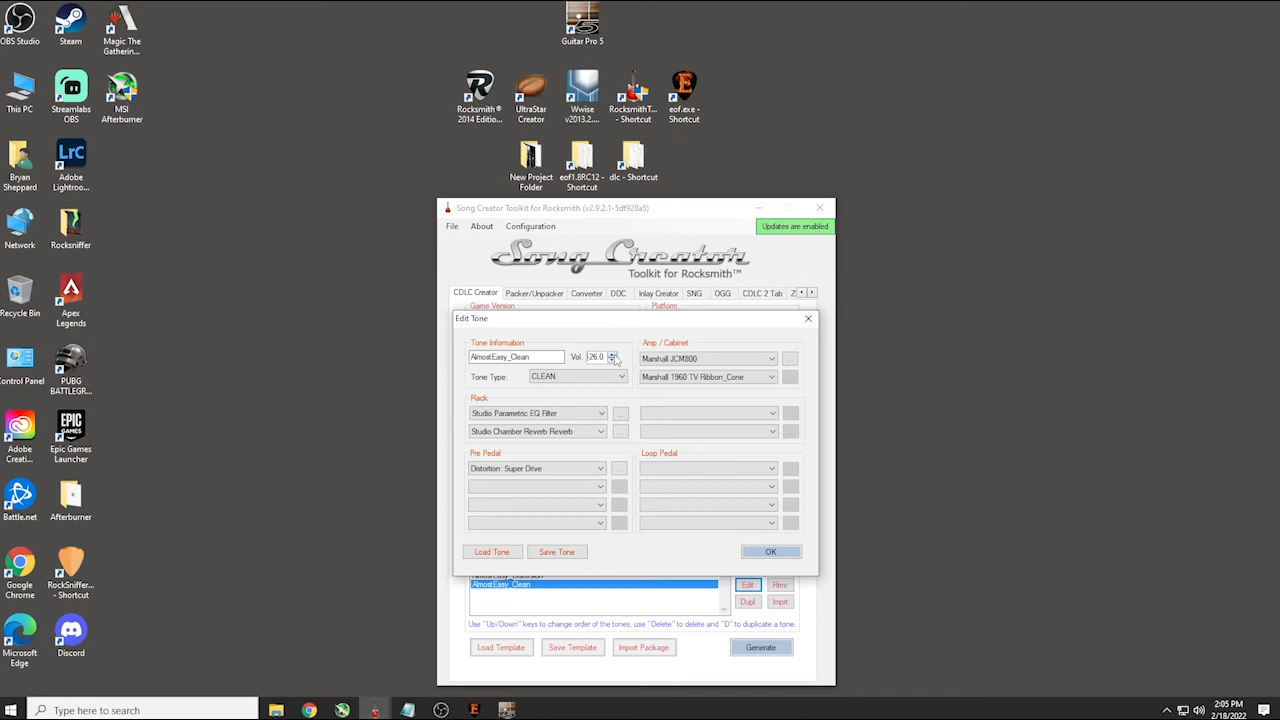 OBS Studio
Steam
Magic The
Gatherin...
Guitar Pro 5
This PC
Streamlabs
OBS
MSI
Afterburner
Rocksmith®
2014 Editio...
UltraStar
Creator
Wwise
v2013.2....
RocksmithT...
- Shortcut
eof.exe -
Shortcut
Bryan
Sheppard
Lrc
Adobe
Lightroo...
New Project
Folder
eof1.8RC12 -
Shortcut
dlc - Shortcut
Network
Rocksniffer
Recycle Bin
Apex
Legends
Control Panel
PUBG
BATTLEGR...
Adobe
Creati...
Epic Games
Launcher
Battle.net
Afterburner
Google
Chrome
RockSniffer
- Shortcut
Microsoft
Edge
Discord
Song Creator Toolkit for Rocksmith (v2.9.2.1-5df928a5)
File About Configuration
Updates are enabled
Song Creator
Toolkit for Rocksmith™
CDLC Creator Packer/Unpacker Converter DDC Inlay Creator SNG OGG CDLC 2 Tab Z
Game Version Platform
Edit Tone
Tone Information
AlmostEasy_Clean Vol. -26.0
Tone Type: CLEAN
Amp / Cabinet
Marshall JCM800 ...
Marshall 1960 TV Ribbon_Cone
Rack
Studio Parametric EQ Filter ...
Studio Chamber Reverb Reverb ...
Pre Pedal
Distortion: Super Drive ...
Loop Pedal
Load Tone Save Tone OK
AlmostEasy_Distortion
AlmostEasy_Clean
Edit Rmv
Dupl Imprt
Use "Up/Down" keys to change order of the tones, use "Delete" to delete and "D" to duplicate a tone.
Load Template Save Template Import Package Generate
Type here to search
2:05 PM
2/18/2022